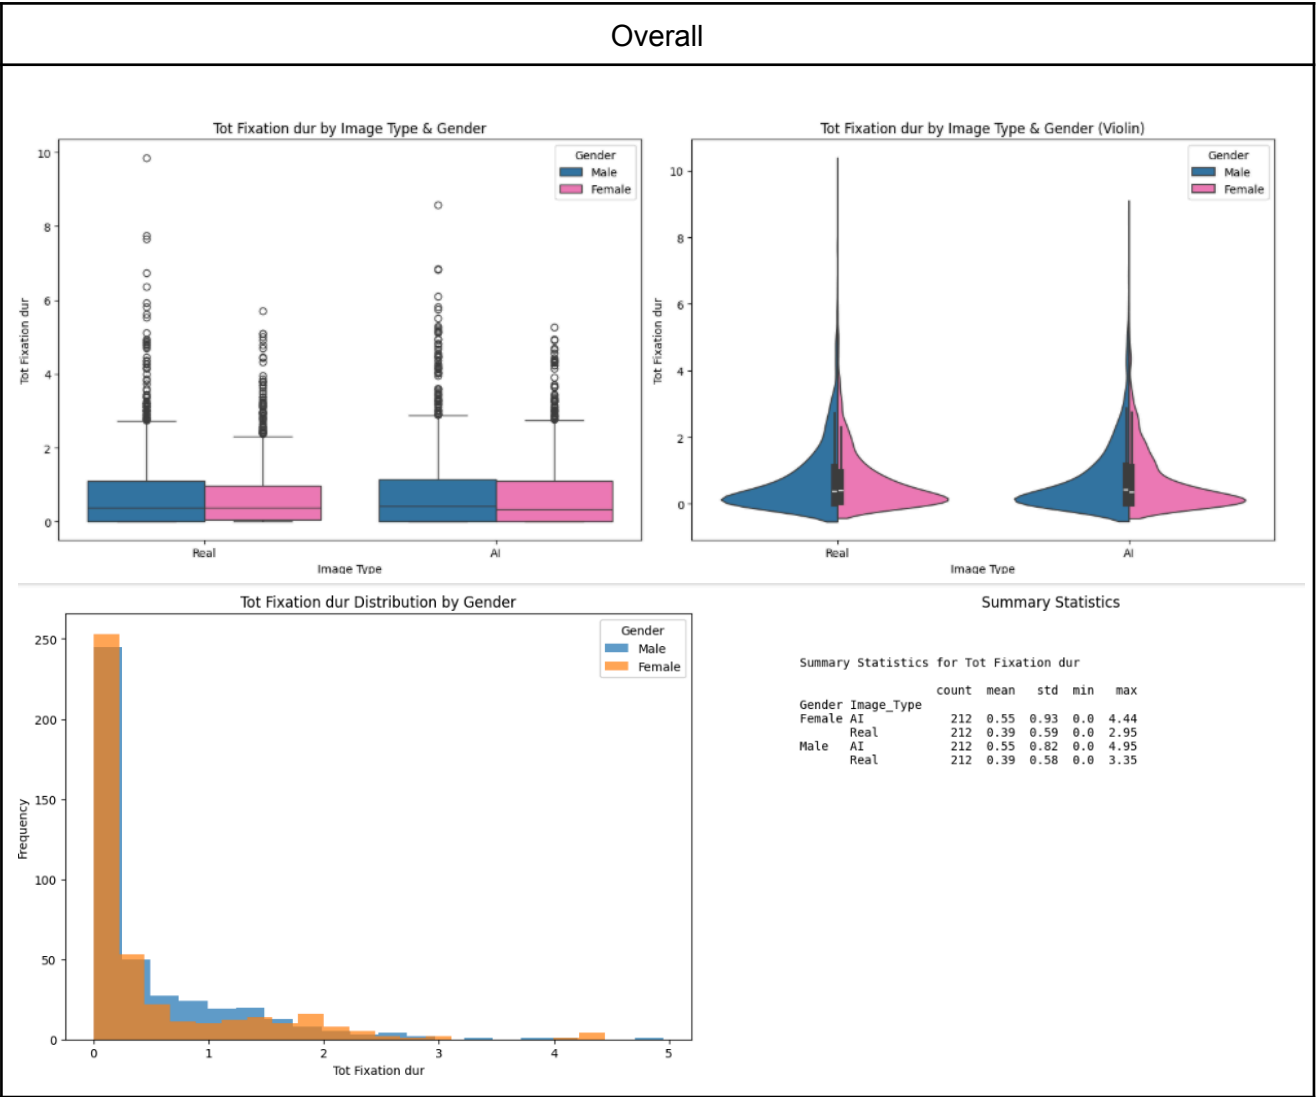 Overall
Tot Fixation dur by Image Type & Gender
Gender
Male
Female
10
8
6
4
2
0
Tot Fixation dur
Real
AI
Image Type
Tot Fixation dur by Image Type & Gender (Violin)
Gender
Male
Female
10
8
6
4
2
0
Tot Fixation dur
Real
AI
Image Type
Tot Fixation dur Distribution by Gender
Gender
Male
Female
250
200
150
100
50
0
Frequency
0 1 2 3 4 5
Tot Fixation dur
Summary Statistics
Summary Statistics for Tot Fixation dur
count mean std min max
Gender Image_Type
Female AI 212 0.55 0.93 0.0 4.44
Real 212 0.39 0.59 0.0 2.95
Male AI 212 0.55 0.82 0.0 4.95
Real 212 0.39 0.58 0.0 3.35